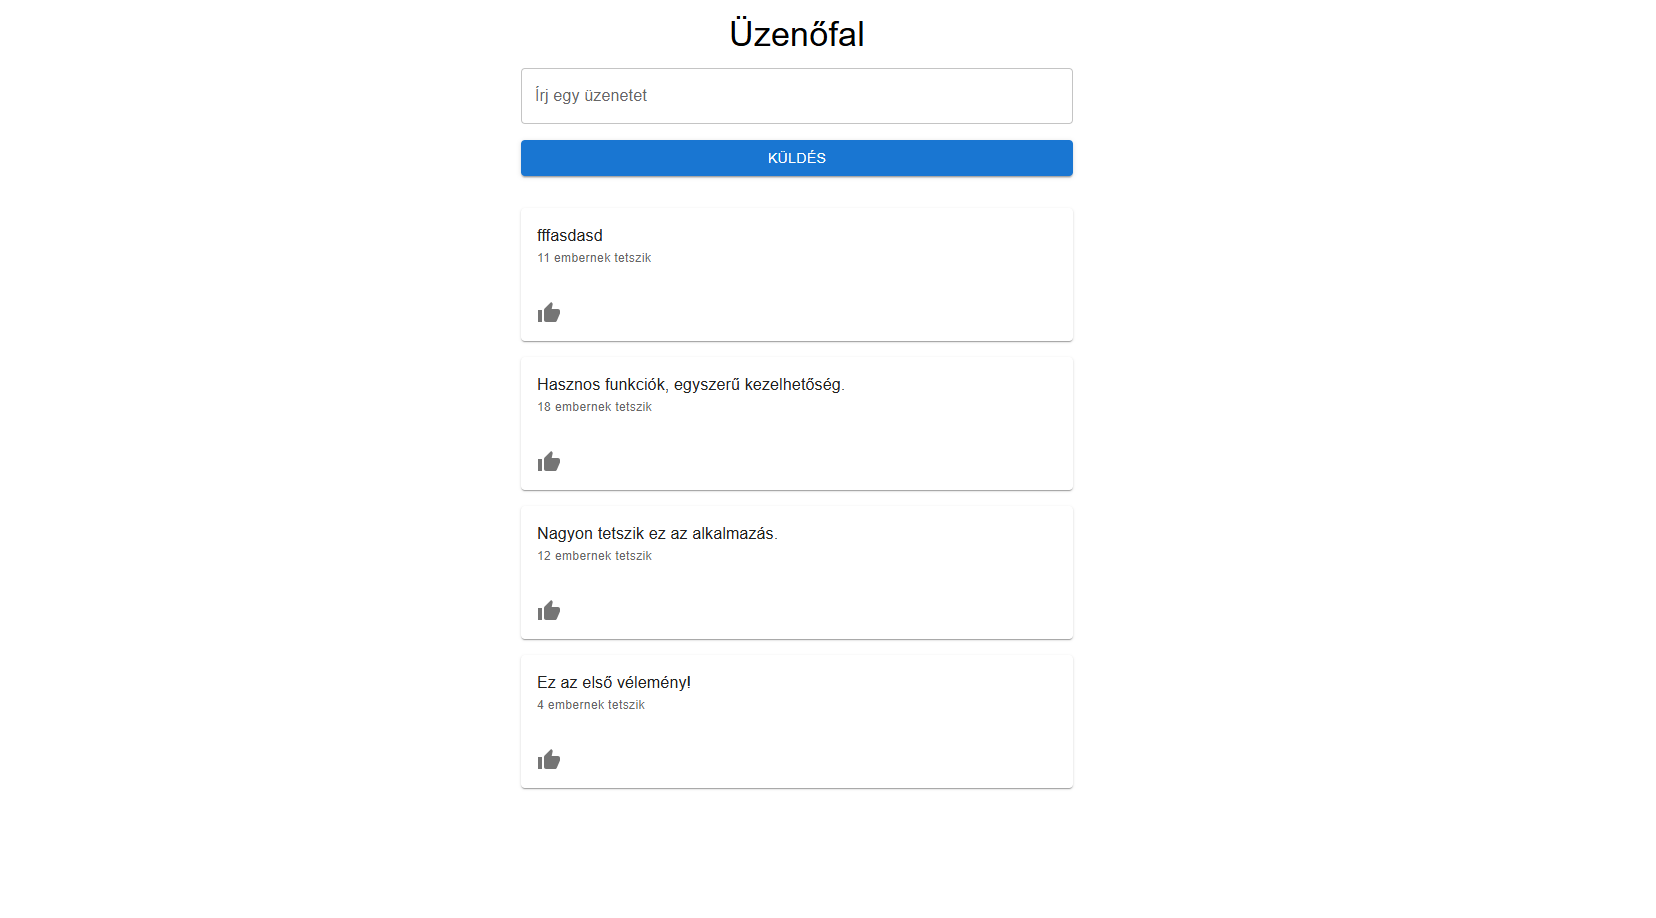 Üzenőfal
Írj egy üzenetet
KÜLDÉS
fffasdasd
11 embernek tetszik
Hasznos funkciók, egyszerű kezelhetőség.
18 embernek tetszik
Nagyon tetszik ez az alkalmazás.
12 embernek tetszik
Ez az első vélemény!
4 embernek tetszik